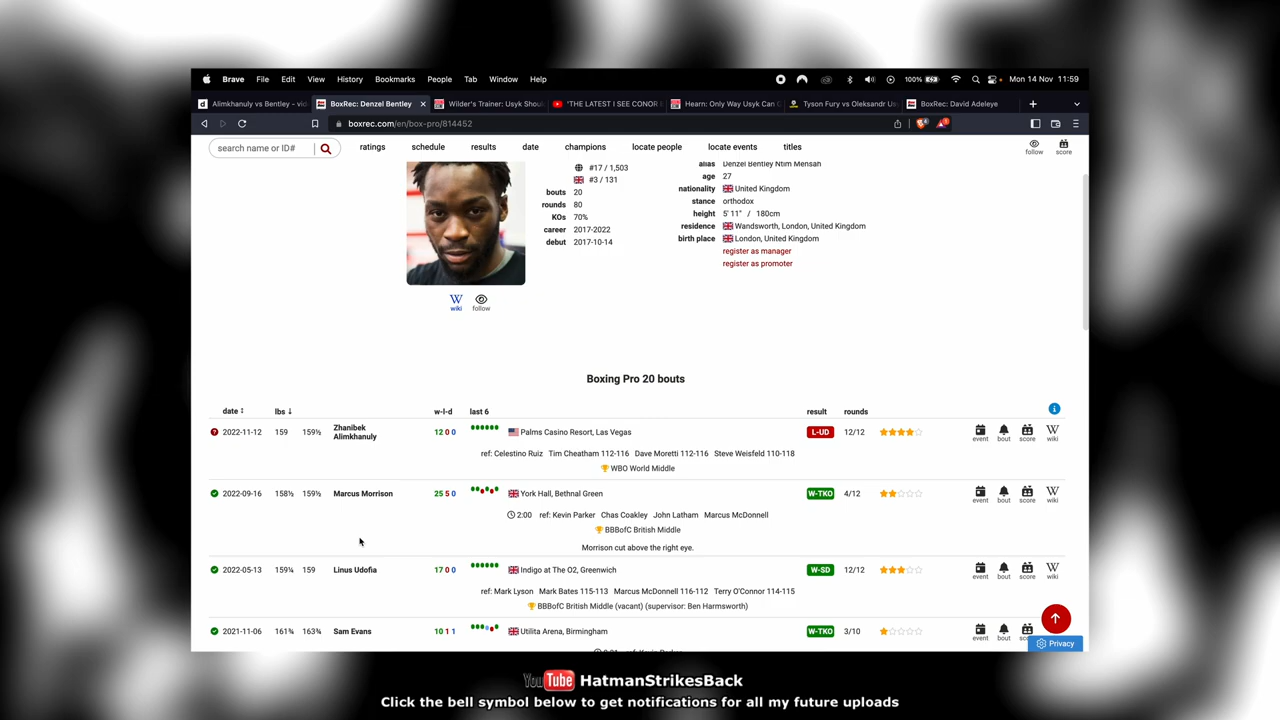 Brave File Edit View History Bookmarks People Tab Window Help 100% Mon 14 Nov 11:59
Alimkhanuly vs Bentley - vid BoxRec: Denzel Bentley Wilder's Trainer: Usyk Shoul "THE LATEST I SEE CONOR Hearn: Only Way Usyk Can Tyson Fury vs Oleksandr Us BoxRec: David Adeleye
boxrec.com/en/box-pro/814452
search name or ID# ratings schedule results date champions locate people locate events titles follow score
#17 / 1,503
#3 / 131
bouts 20
rounds 80
KOs 70%
career 2017-2022
debut 2017-10-14
alias Denzel Bentley Ntim Mensah
age 27
nationality United Kingdom
stance orthodox
height 5' 11" / 180cm
residence Wandsworth, London, United Kingdom
birth place London, United Kingdom
register as manager
register as promoter
W wiki follow
Boxing Pro 20 bouts
date lbs w-l-d last 6 result rounds
2022-11-12 159 159½ Zhanibek Alimkhanuly 12 0 0 Palms Casino Resort, Las Vegas L-UD 12/12 event bout score wiki
ref: Celestino Ruiz Tim Cheatham 112-116 Dave Moretti 112-116 Steve Weisfeld 110-118
WBO World Middle
2022-09-16 158½ 159½ Marcus Morrison 25 5 0 York Hall, Bethnal Green W-TKO 4/12 event bout score wiki
2:00 ref: Kevin Parker Chas Coakley John Latham Marcus McDonnell
BBBofC British Middle
Morrison cut above the right eye.
2022-05-13 159¼ 159 Linus Udofia 17 0 0 Indigo at The O2, Greenwich W-SD 12/12 event bout score wiki
ref: Mark Lyson Mark Bates 115-113 Marcus McDonnell 116-112 Terry O'Connor 114-115
BBBofC British Middle (vacant) (supervisor: Ben Harmsworth)
2021-11-06 161¾ 163¾ Sam Evans 10 1 1 Utilita Arena, Birmingham W-TKO 3/10 event bout wiki
Privacy
YouTube HatmanStrikesBack
Click the bell symbol below to get notifications for all my future uploads